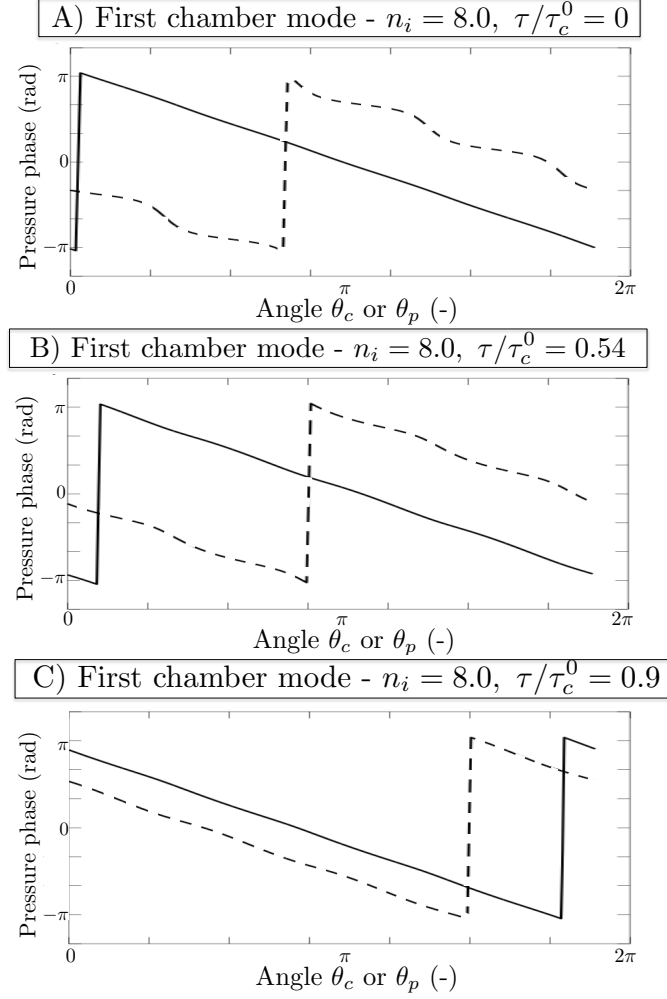 A) First chamber mode - $n_i = 8.0,\ \tau/\tau_c^0 = 0$
Pressure phase (rad)
π
0
−π
0
π
2π
Angle $\theta_c$ or $\theta_p$ (-)
B) First chamber mode - $n_i = 8.0,\ \tau/\tau_c^0 = 0.54$
Pressure phase (rad)
π
0
−π
0
π
2π
Angle $\theta_c$ or $\theta_p$ (-)
C) First chamber mode - $n_i = 8.0,\ \tau/\tau_c^0 = 0.9$
Pressure phase (rad)
π
0
−π
0
π
2π
Angle $\theta_c$ or $\theta_p$ (-)